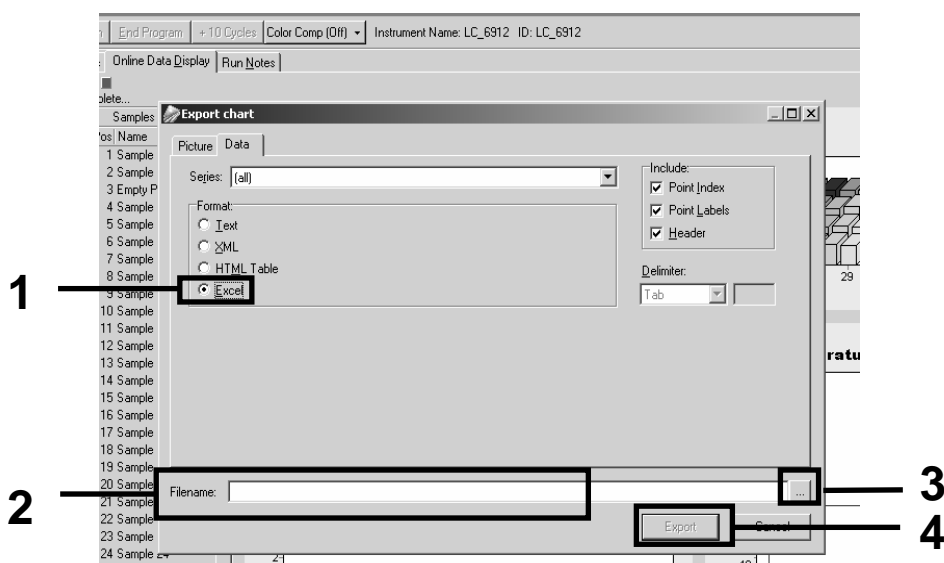 End Program + 10 Cycles Color Comp (Off) Instrument Name: LC_6912 ID: LC_6912
Online Data Display Run Notes
Samples
Name
1 Sample
2 Sample
3 Empty P
4 Sample
5 Sample
6 Sample
7 Sample
8 Sample
9 Sample
10 Sample
11 Sample
12 Sample
13 Sample
14 Sample
15 Sample
16 Sample
17 Sample
18 Sample
19 Sample
20 Sample
21 Sample
22 Sample
23 Sample
24 Sample 24
Export chart
Picture Data
Series: (all)
Format:
Text
XML
HTML Table
Excel
Include:
Point Index
Point Labels
Header
Delimiter:
Tab
Filename:
...
Export Cancel
29
1
2
3
4